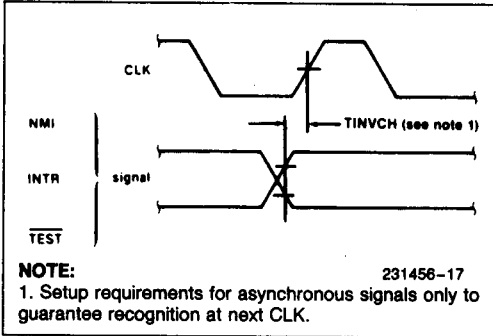 CLK
TINVCH (see note 1)
NMI
INTR
signal
TEST
NOTE:
231456-17
1. Setup requirements for asynchronous signals only to
guarantee recognition at next CLK.